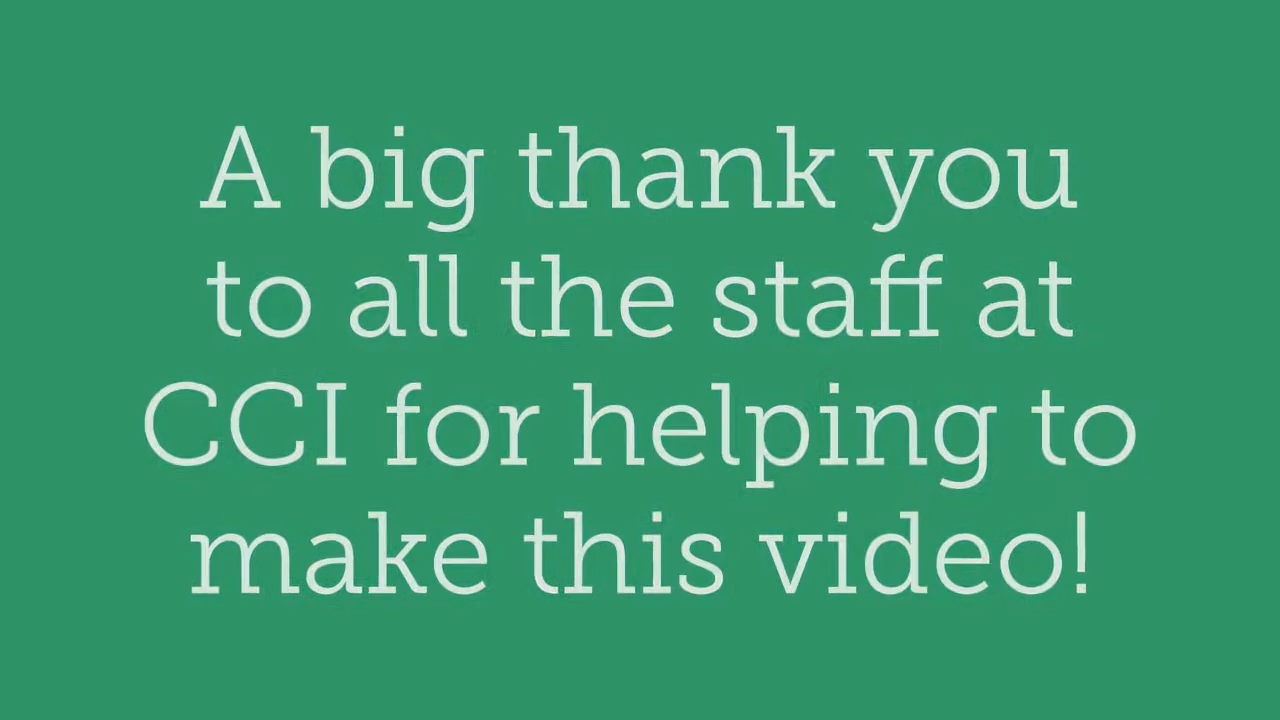 A big thank you
to all the staff at
CCI for helping to
make this video!